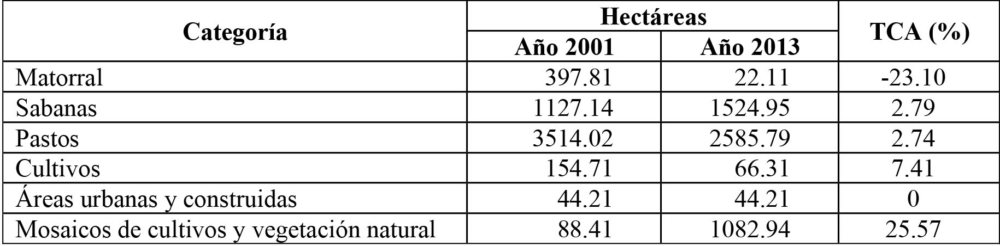 Categoría Hectáreas TCA (%)
Año 2001 Año 2013
Matorral 397.81 22.11 -23.10
Sabanas 1127.14 1524.95 2.79
Pastos 3514.02 2585.79 2.74
Cultivos 154.71 66.31 7.41
Áreas urbanas y construidas 44.21 44.21 0
Mosaicos de cultivos y vegetación natural 88.41 1082.94 25.57